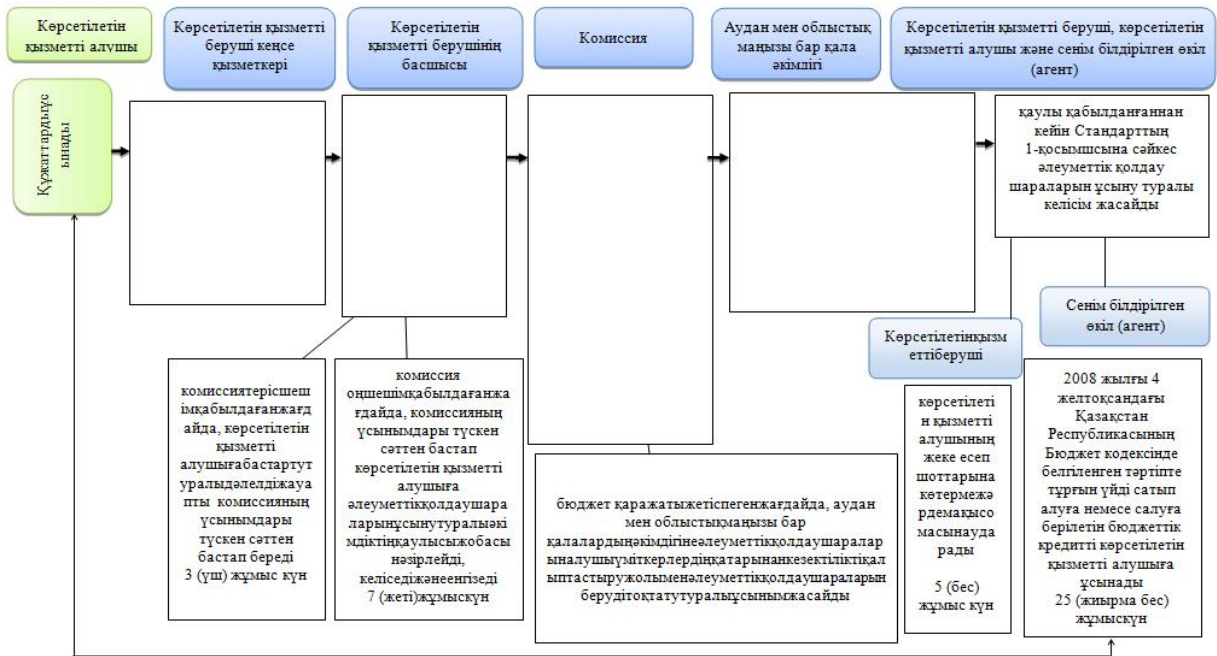 Көрсетілетін
қызметті алушы
Көрсетілетін қызметті
беруші кеңсе
қызметкері
Көрсетілетін
қызметті берушінің
басшысы
Комиссия
Аудан мен облыстық
маңызы бар қала
әкімдігі
Көрсетілетін қызметті беруші, көрсетілетін
қызметті алушы және сенім білдірілген өкіл
(агент)
Құжаттардыұс
ынады
қаулы қабылданғаннан
кейін Стандарттың
1-қосымшсына сәйкес
әлеуметтік қолдау
шараларын ұсыну туралы
келісім жасайды
Көрсетілетінқызм
еттіберуші
Сенім білдірілген
өкіл (агент)
комиссиятерісшеш
імқабылдағанжағд
айда, көрсетілетін
қызметті
алушығабастартут
уралыдәлелдіжауа
пты комиссияның
ұсынымдары
түскен сәттен
бастап береді
3 (үш) жұмыс күн
комиссия
оңшешімқабылдағанжа
ғдайда, комиссияның
ұсынымдары түскен
сәттен бастап
көрсетілетін қызметті
алушыға
әлеуметтікқолдаушара
ларынұсынутуралыәкі
мдіктіңқаулысыжобасы
нәзірлейді,
келіседіжәнеенгізеді
7 (жеті)жұмыскүн
бюджет қаражатыжетіспегенжағдайда, аудан
мен облыстықмаңызы бар
қалалардыңәкімдігінеәлеуметтікқолдаушаралар
ыналушыүміткерлердіңқатарынанкезектіліктіқал
ыптастыружолыменәлеуметтікқолдаушараларын
берудітоқтатутуралыұсынымжасайды
көрсетілеті
н қызметті
алушының
жеке есеп
шоттарына
көтермежә
рдемақысо
масынауда
рады
5 (бес)
жұмыс күн
2008 жылғы 4
желтоқсандағы
Қазақстан
Республикасының
Бюджет кодексінде
белгіленген тәртіпте
тұрғын үйді сатып
алуға немесе салуға
берілетін бюджеттік
кредитті көрсетілетін
қызметті алушыға
ұсынады
25 (жиырма бес)
жұмыскүн